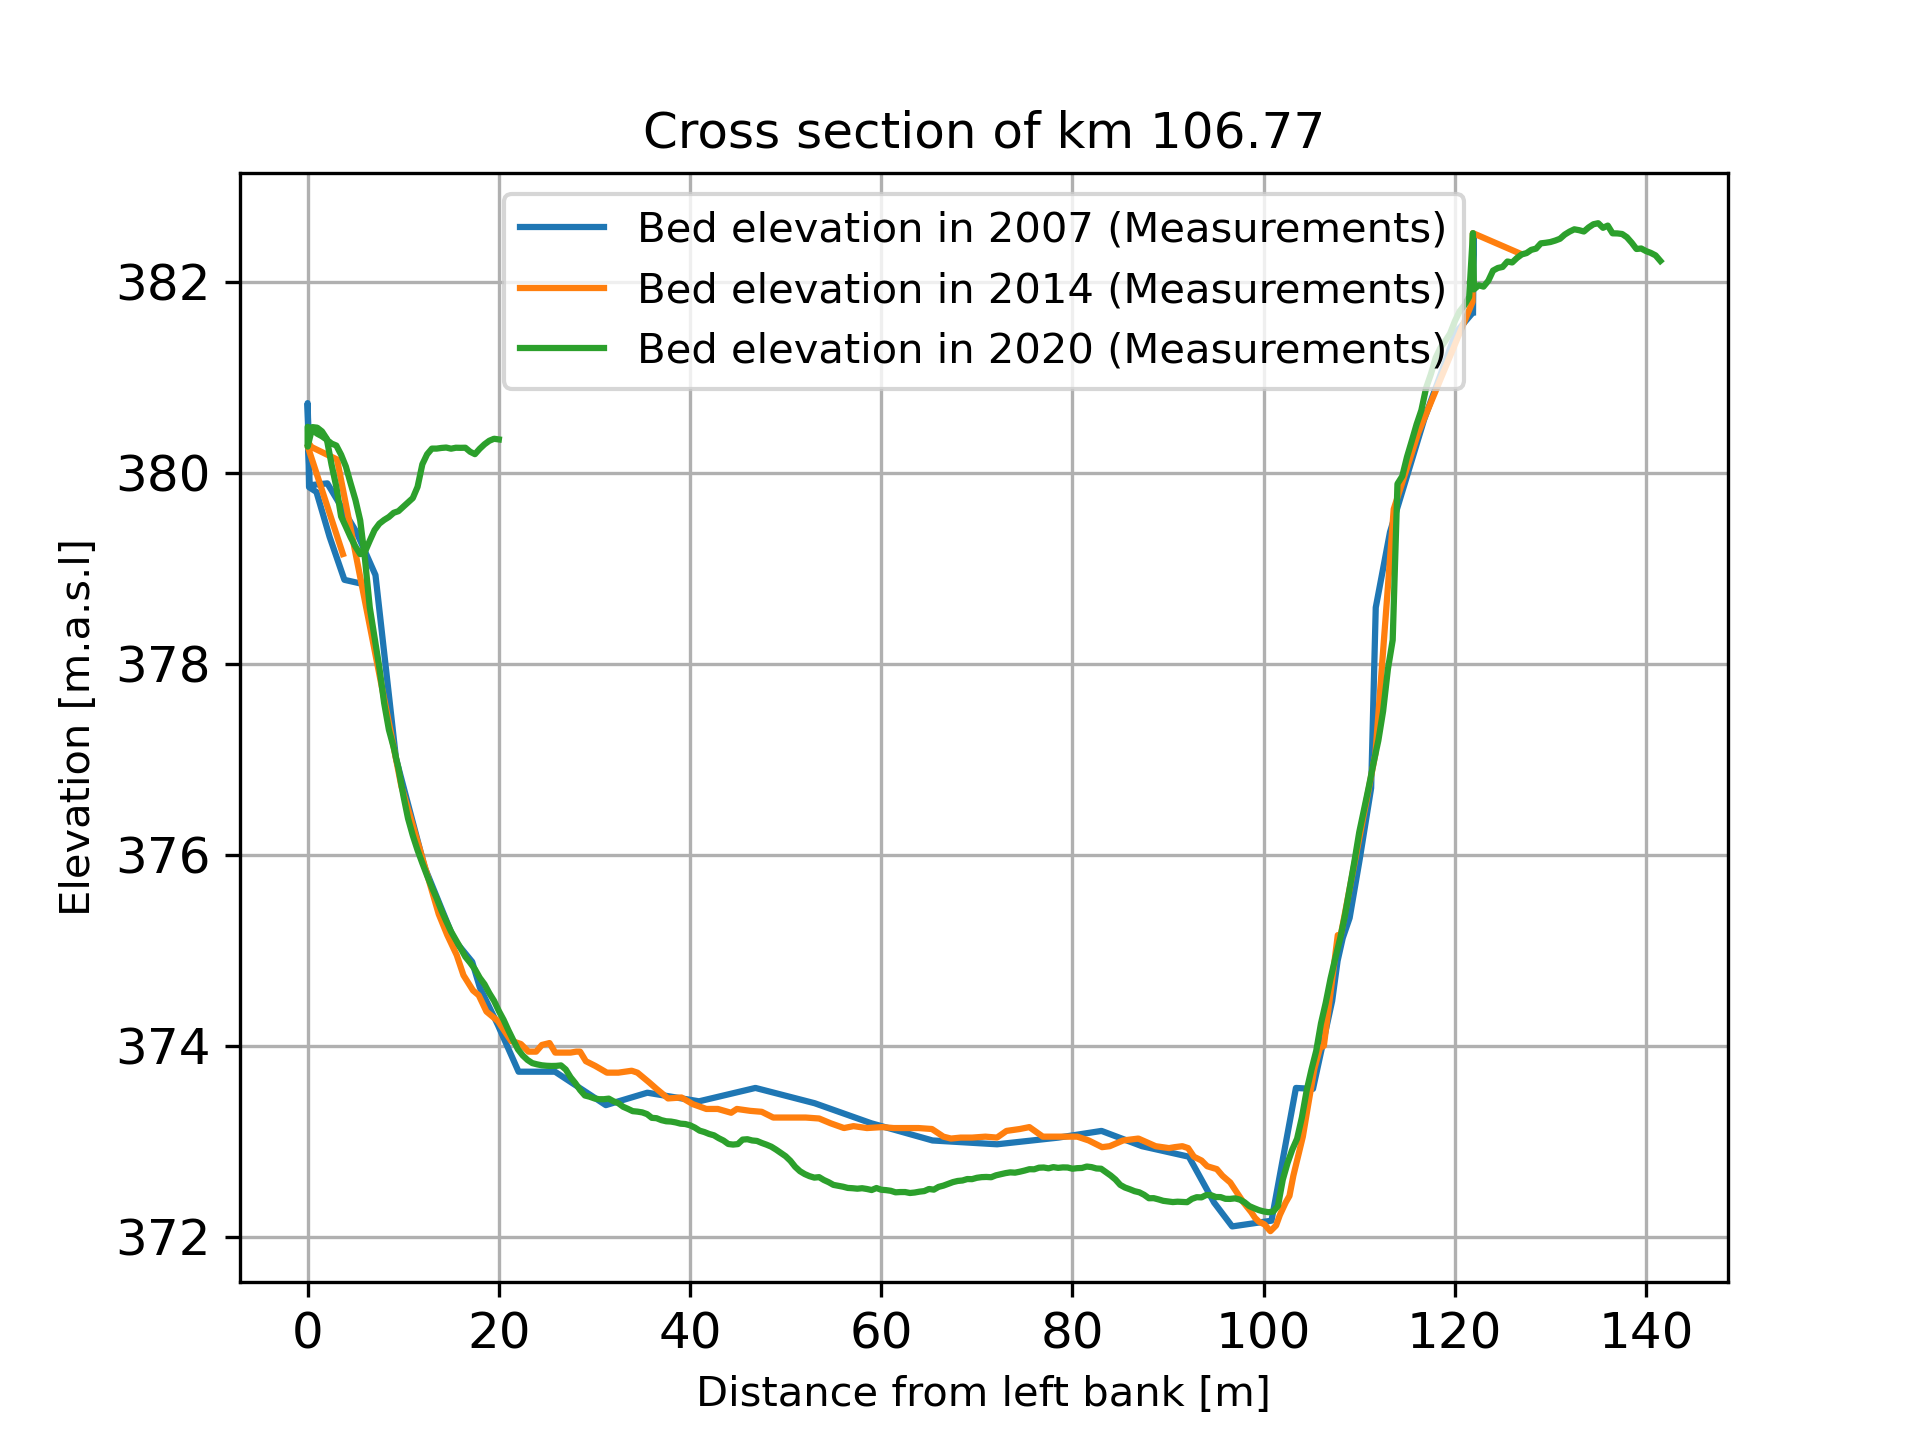 Cross section of km 106.77
Bed elevation in 2007 (Measurements)
Bed elevation in 2014 (Measurements)
Bed elevation in 2020 (Measurements)
Elevation [m.a.s.l]
382
380
378
376
374
372
0 20 40 60 80 100 120 140
Distance from left bank [m]